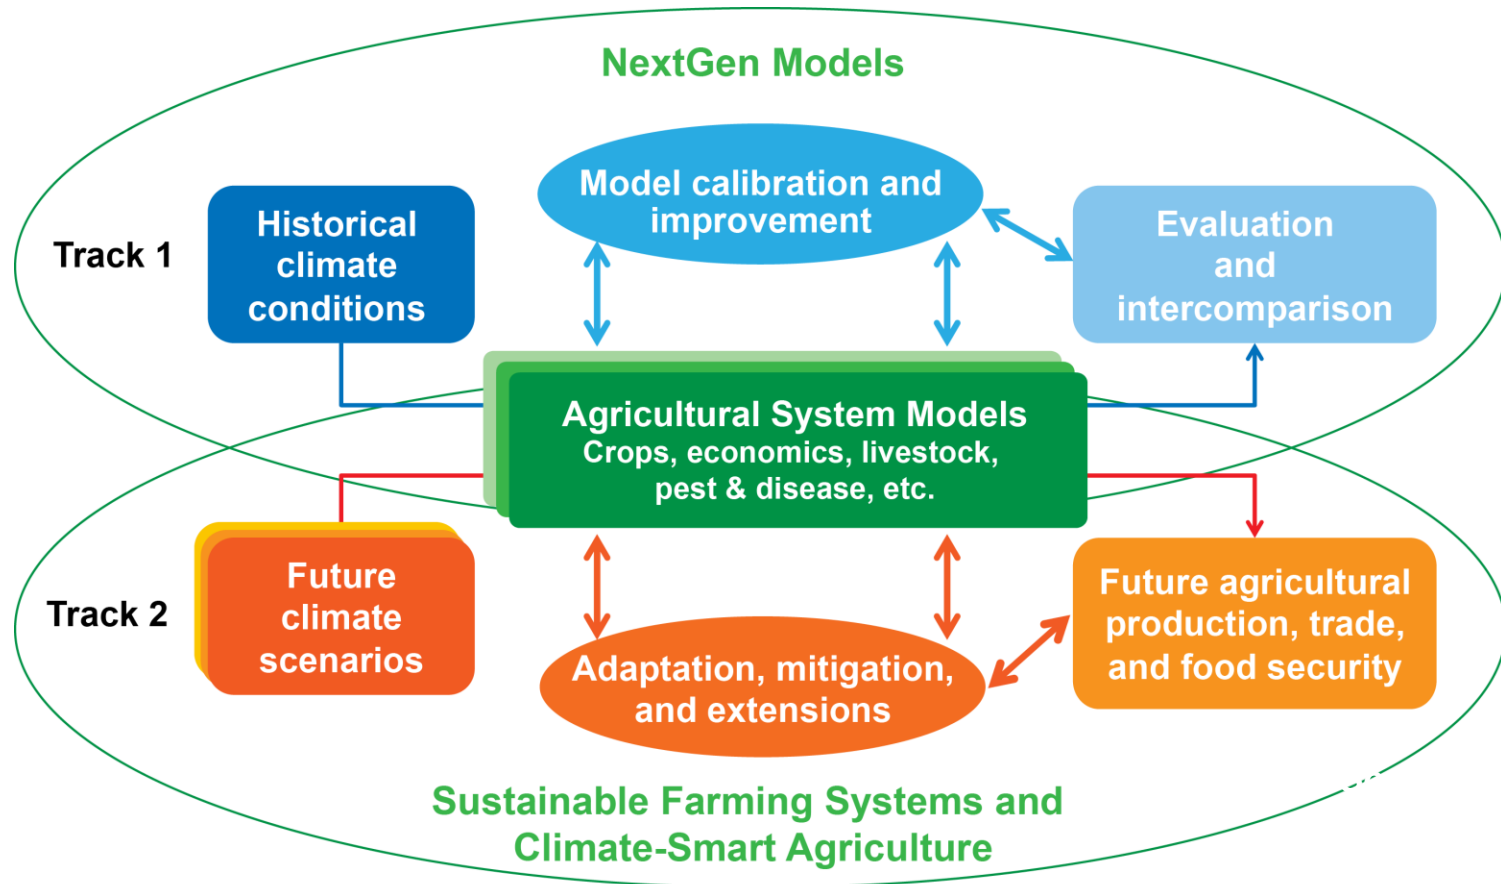 NextGen Models
Model calibration and
improvement
Track 1
Historical
climate
conditions
Evaluation
and
intercomparison
Agricultural System Models
Crops, economics, livestock,
pest & disease, etc.
Track 2
Future
climate
scenarios
Adaptation, mitigation,
and extensions
Future agricultural
production, trade,
and food security
Sustainable Farming Systems and
Climate-Smart Agriculture